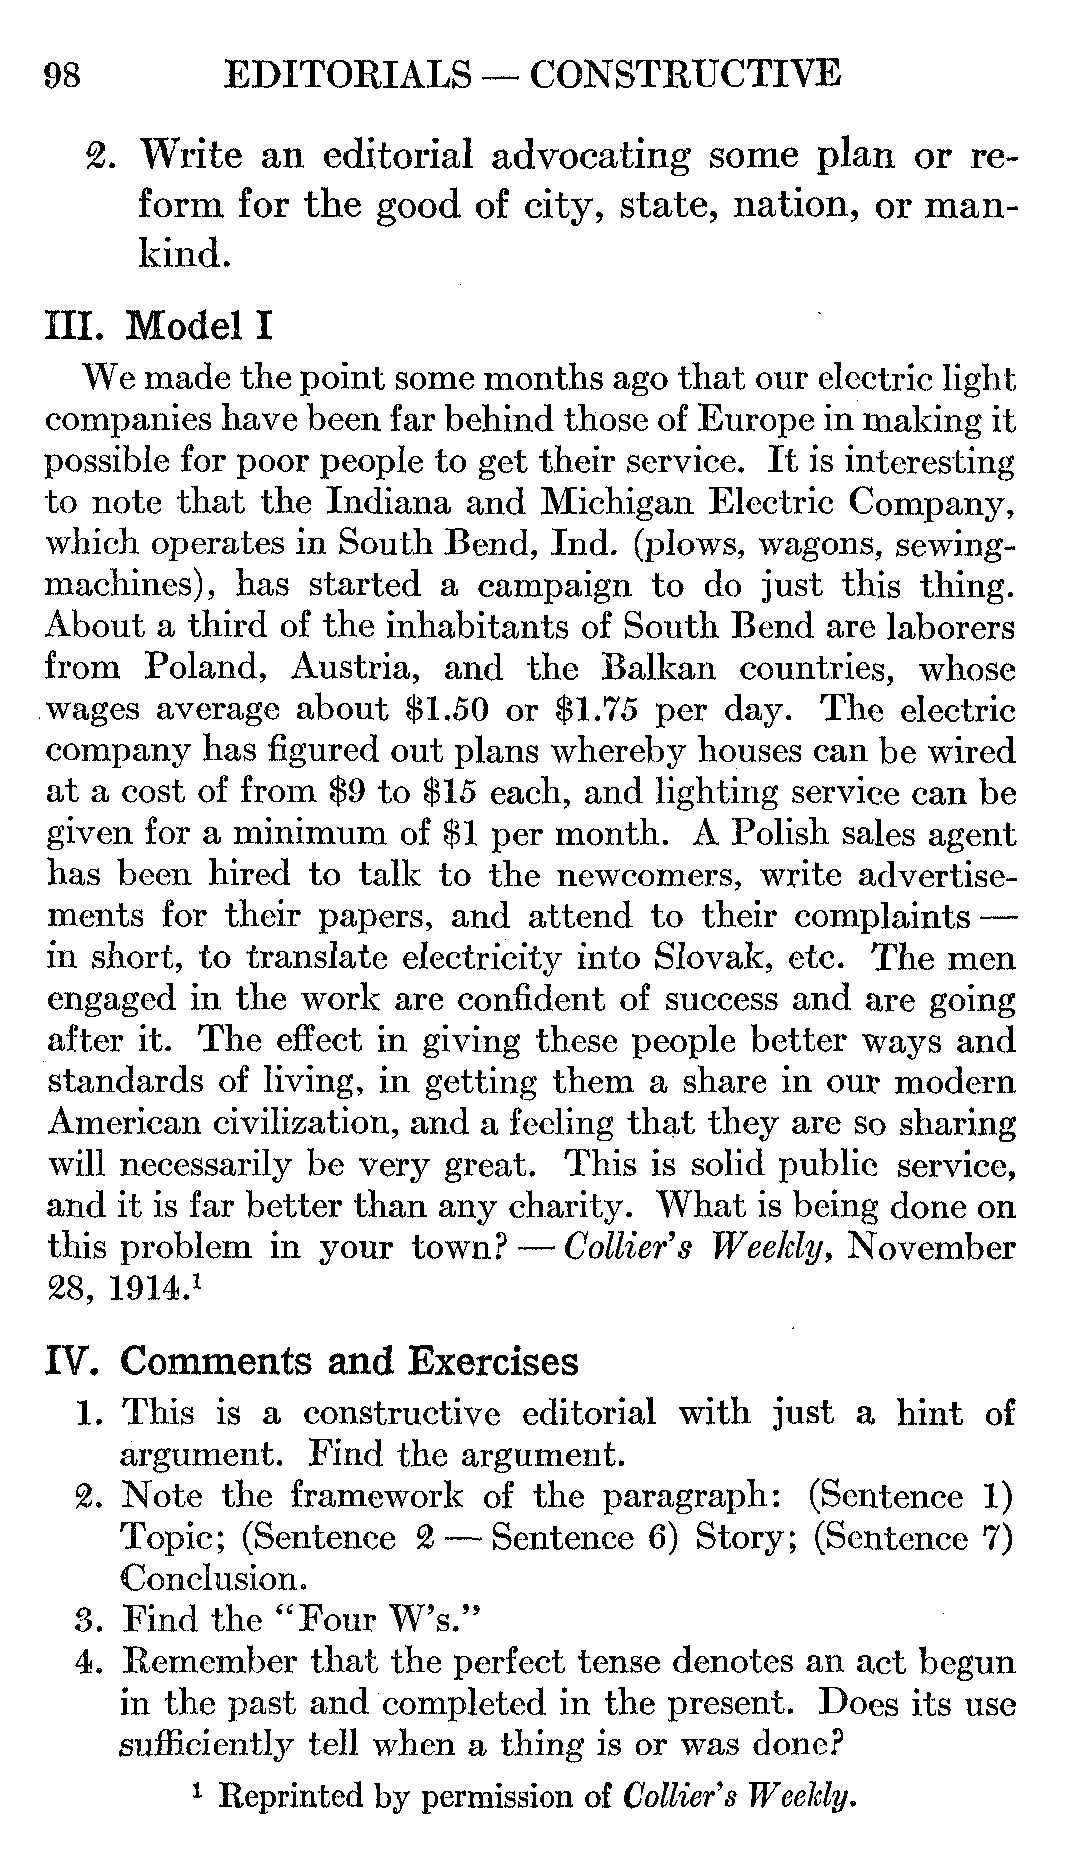 98 EDITORIALS — CONSTRUCTIVE
2. Write an editorial advocating some plan or re-
form for the good of city, state, nation, or man-
kind.
III. Model I
We made the point some months ago that our electric light
companies have been far behind those of Europe in making it
possible for poor people to get their service. It is interesting
to note that the Indiana and Michigan Electric Company,
which operates in South Bend, Ind. (plows, wagons, sewing-
machines), has started a campaign to do just this thing.
About a third of the inhabitants of South Bend are laborers
from Poland, Austria, and the Balkan countries, whose
wages average about $1.50 or $1.75 per day. The electric
company has figured out plans whereby houses can be wired
at a cost of from $9 to $15 each, and lighting service can be
given for a minimum of $1 per month. A Polish sales agent
has been hired to talk to the newcomers, write advertise-
ments for their papers, and attend to their complaints —
in short, to translate electricity into Slovak, etc. The men
engaged in the work are confident of success and are going
after it. The effect in giving these people better ways and
standards of living, in getting them a share in our modern
American civilization, and a feeling that they are so sharing
will necessarily be very great. This is solid public service,
and it is far better than any charity. What is being done on
this problem in your town? — Collier's Weekly, November
28, 1914.¹
IV. Comments and Exercises
1. This is a constructive editorial with just a hint of
argument. Find the argument.
2. Note the framework of the paragraph: (Sentence 1)
Topic; (Sentence 2 — Sentence 6) Story; (Sentence 7)
Conclusion.
3. Find the "Four W's."
4. Remember that the perfect tense denotes an act begun
in the past and completed in the present. Does its use
sufficiently tell when a thing is or was done?
¹ Reprinted by permission of Collier's Weekly.